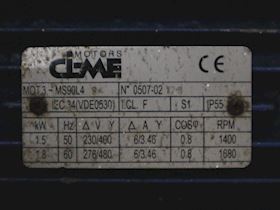 MOTORS
CLEME CE
MOT.3~MS90L4 N° 0507-02
IEC 34(VDE0530) I.CL. F S1 IP55
kW Hz Δ V Y Δ A Y COSφ RPM
1.5 50 230/400 6/3.46 0.8 1400
1.8 60 276/480 6/3.46 0.8 1680